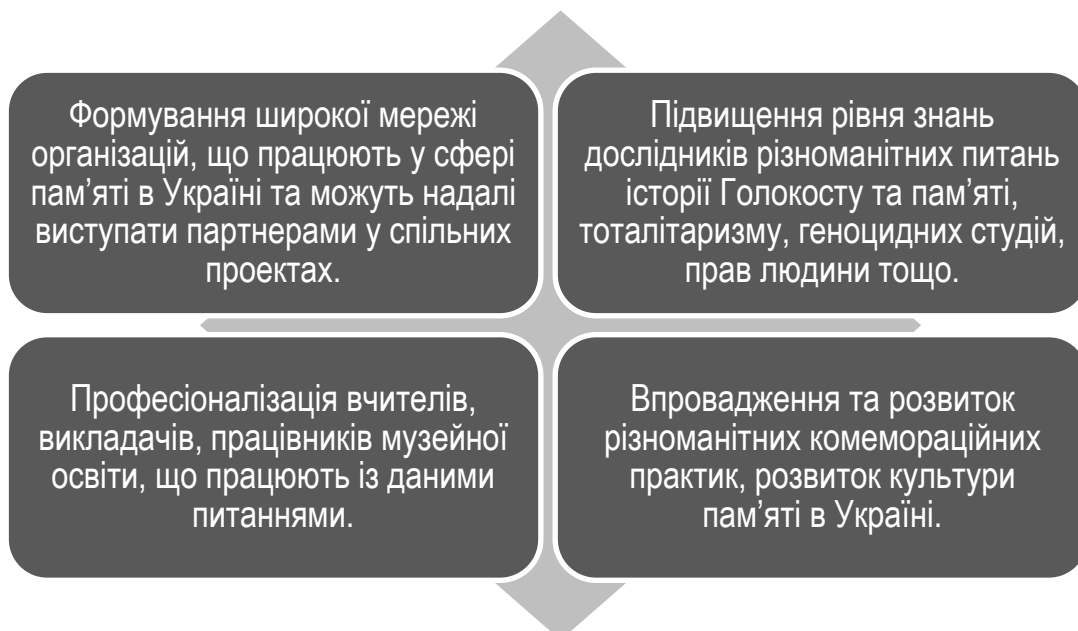 Формування широкої мережі
організацій, що працюють у сфері
пам’яті в Україні та можуть надалі
виступати партнерами у спільних
проектах.
Підвищення рівня знань
дослідників різноманітних питань
історії Голокосту та пам’яті,
тоталітаризму, геноцидних студій,
прав людини тощо.
Професіоналізація вчителів,
викладачів, працівників музейної
освіти, що працюють із даними
питаннями.
Впровадження та розвиток
різноманітних комемораційних
практик, розвиток культури
пам’яті в Україні.